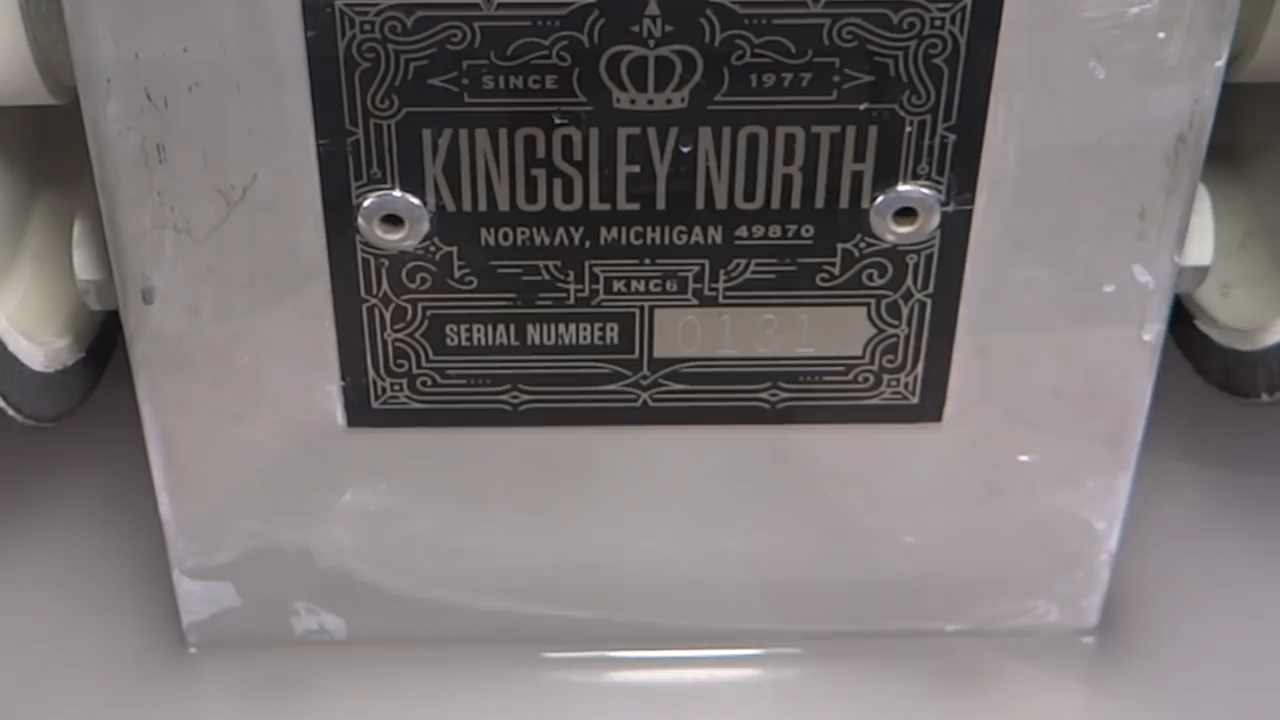 N
SINCE 1977
KINGSLEY NORTH
NORWAY, MICHIGAN 49870
KNC6
SERIAL NUMBER 0131